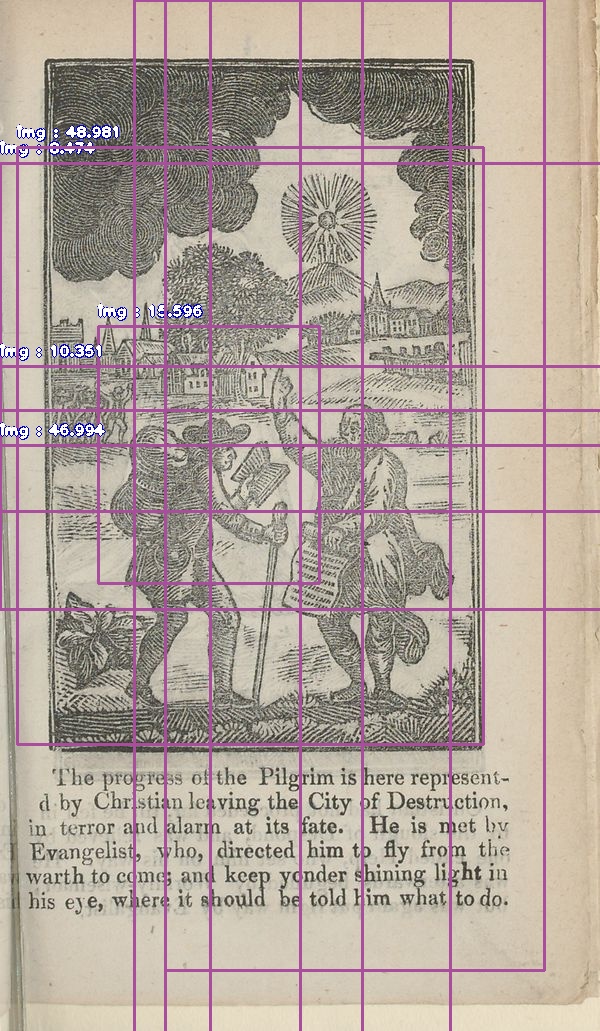 img : 48.981
img : 8.474
img : 15.596
img : 10.351
img : 46.994
The progress of the Pilgrim is here represent-
d by Christian leaving the City of Destruction,
in terror and alarm at its fate. He is met by
Evangelist, who, directed him to fly from the
warth to come; and keep yonder shining light in
his eye, where it should be told him what to do.